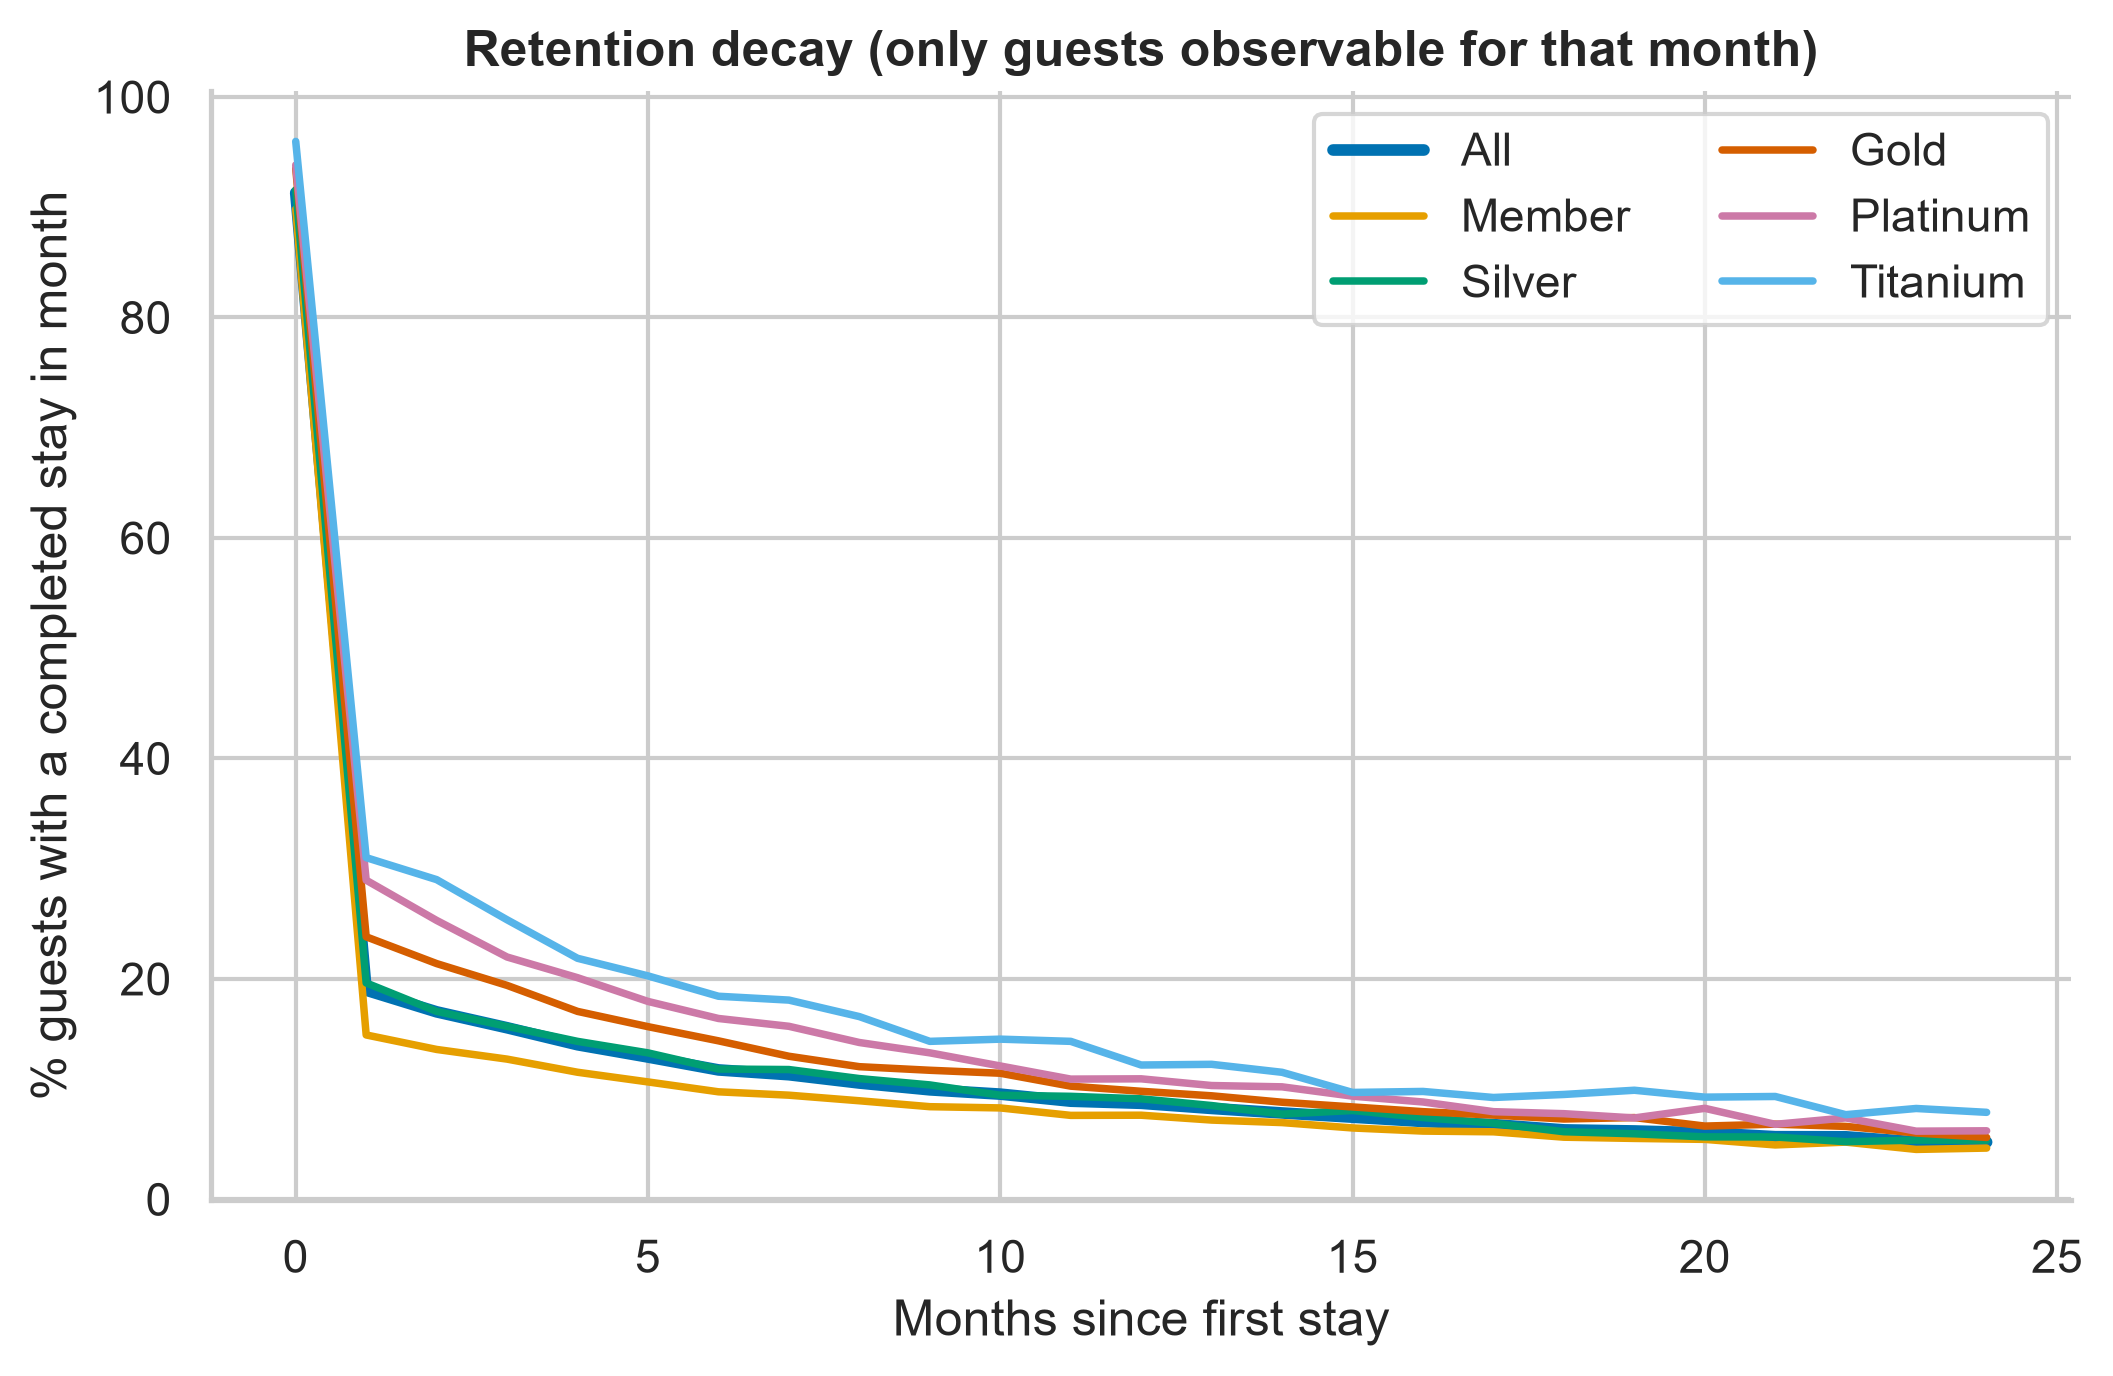 Retention decay (only guests observable for that month)
% guests with a completed stay in month
100
80
60
40
20
0
All
Member
Silver
Gold
Platinum
Titanium
0 5 10 15 20 25
Months since first stay